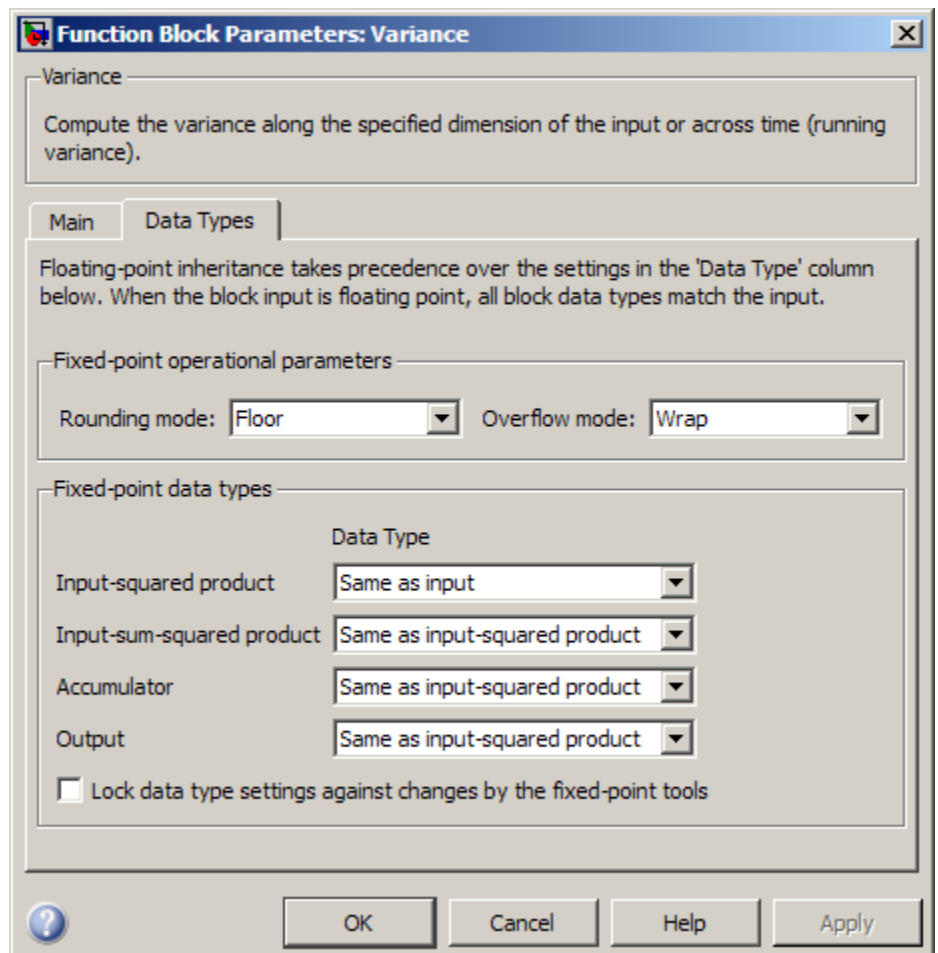 Function Block Parameters: Variance
Variance
Compute the variance along the specified dimension of the input or across time (running
variance).
Main Data Types
Floating-point inheritance takes precedence over the settings in the 'Data Type' column
below. When the block input is floating point, all block data types match the input.
Fixed-point operational parameters
Rounding mode: Floor Overflow mode: Wrap
Fixed-point data types
Data Type
Input-squared product Same as input
Input-sum-squared product Same as input-squared product
Accumulator Same as input-squared product
Output Same as input-squared product
Lock data type settings against changes by the fixed-point tools
? OK Cancel Help Apply